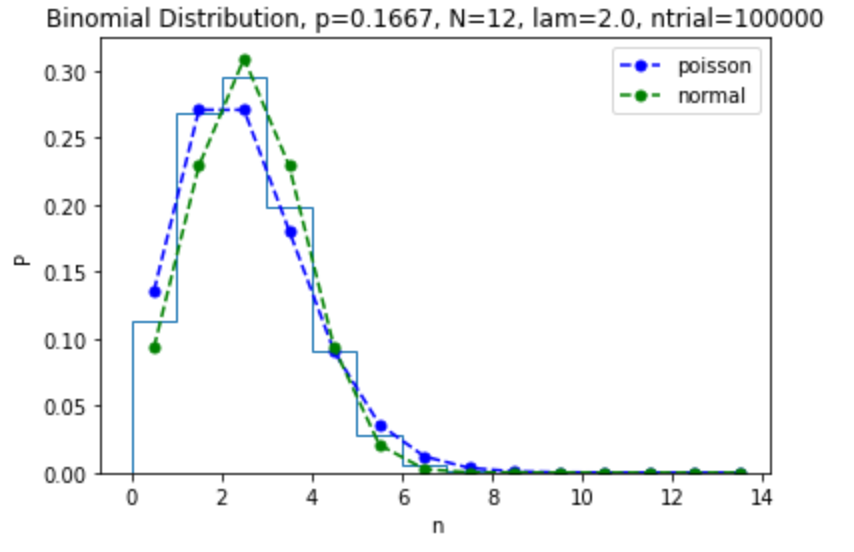 Binomial Distribution, p=0.1667, N=12, lam=2.0, ntrial=100000
poisson
normal
P
0.30
0.25
0.20
0.15
0.10
0.05
0.00
0 2 4 6 8 10 12 14
n